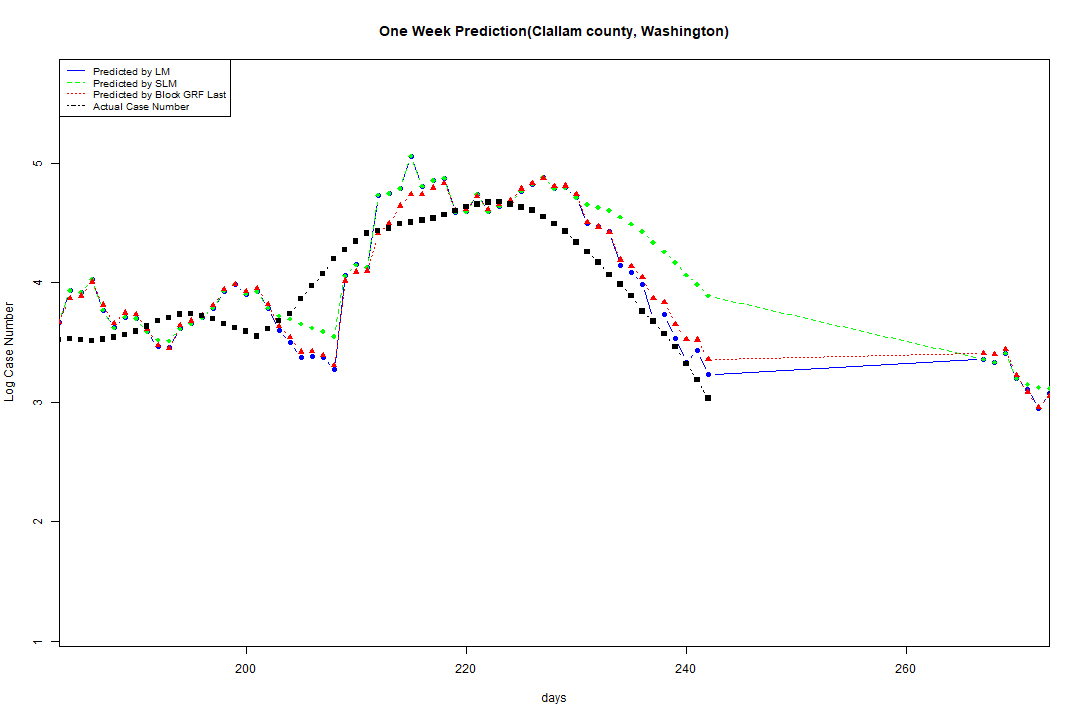 One Week Prediction(Clallam county, Washington)
Predicted by LM
Predicted by SLM
Predicted by Block GRF Last
Actual Case Number
5
4
3
2
1
Log Case Number
200
220
240
260
days